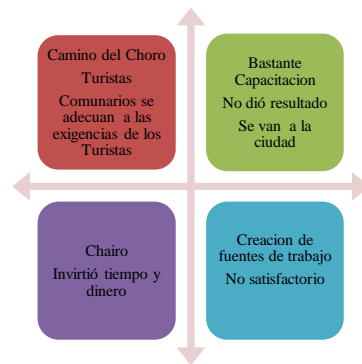 Camino del Choro
Turistas
Comunarios se
adecuan a las
exigencias de los
Turistas
Bastante
Capacitacion
No dió resultado
Se van a la
ciudad
Chairo
Invirtió tiempo y
dinero
Creacion de
fuentes de trabajo
No satisfactorio